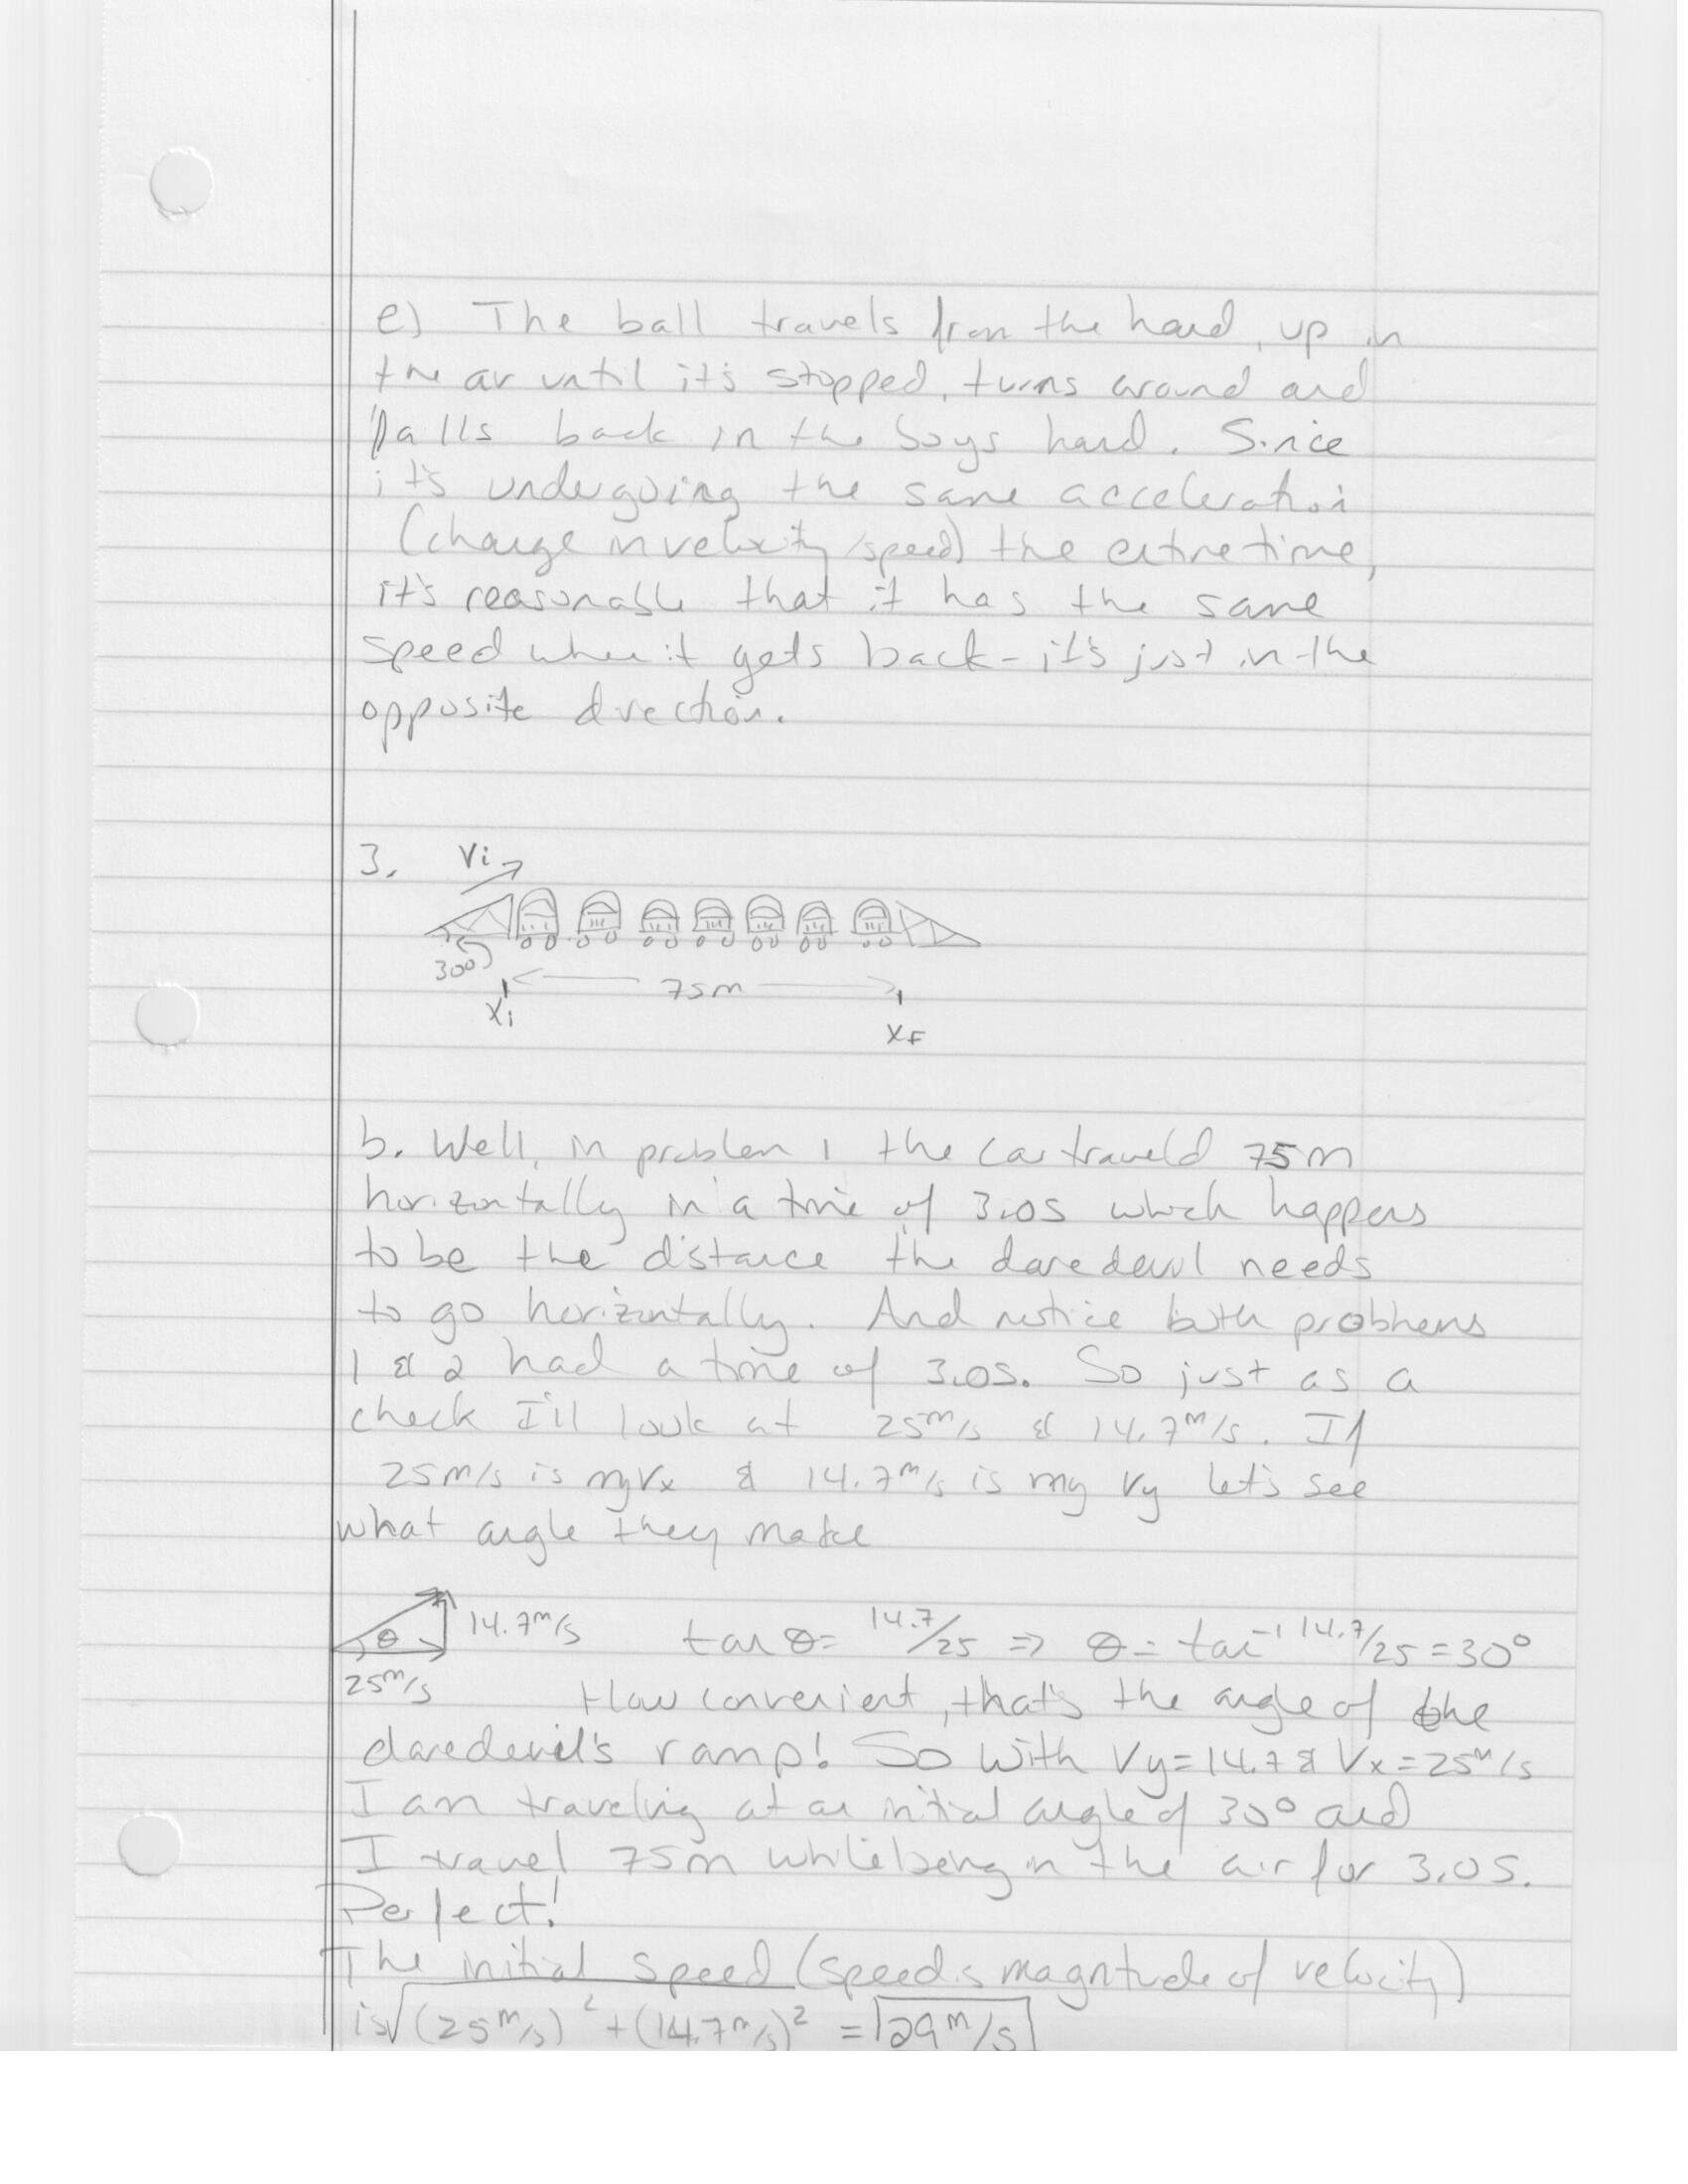 e) The ball travels from the hand, up in
the air until it's stopped, turns around and
falls back in the boys hand. Since
it's undergoing the same acceleration
(change in velocity/speed) the entire time,
it's reasonable that it has the same
speed when it gets back - it's just in the
opposite direction.
3. Vi
300
75m
Xi
XF
b. Well, in problem 1 the car traveld 75m
horizontally in a time of 3.0s which happens
to be the distance the daredevil needs
to go horizontally. And notice both problems
1 & 2 had a time of 3.0s. So just as a
check I'll look at 25m/s & 14.7m/s. If
25m/s is my Vx & 14.7m/s is my Vy let's see
what angle they make
θ 14.7m/s tan θ = 14.7/25 ⇒ θ = tan⁻¹ 14.7/25 = 30°
25m/s How convenient, that's the angle of the
daredevil's ramp! So with Vy=14.7 & Vx=25m/s
I am traveling at an initial angle of 30° and
I travel 75m while being in the air for 3.0s.
Perfect!
The initial speed (speed is magnitude of velocity)
is √(25m/s)² + (14.7m/s)² = 29m/s